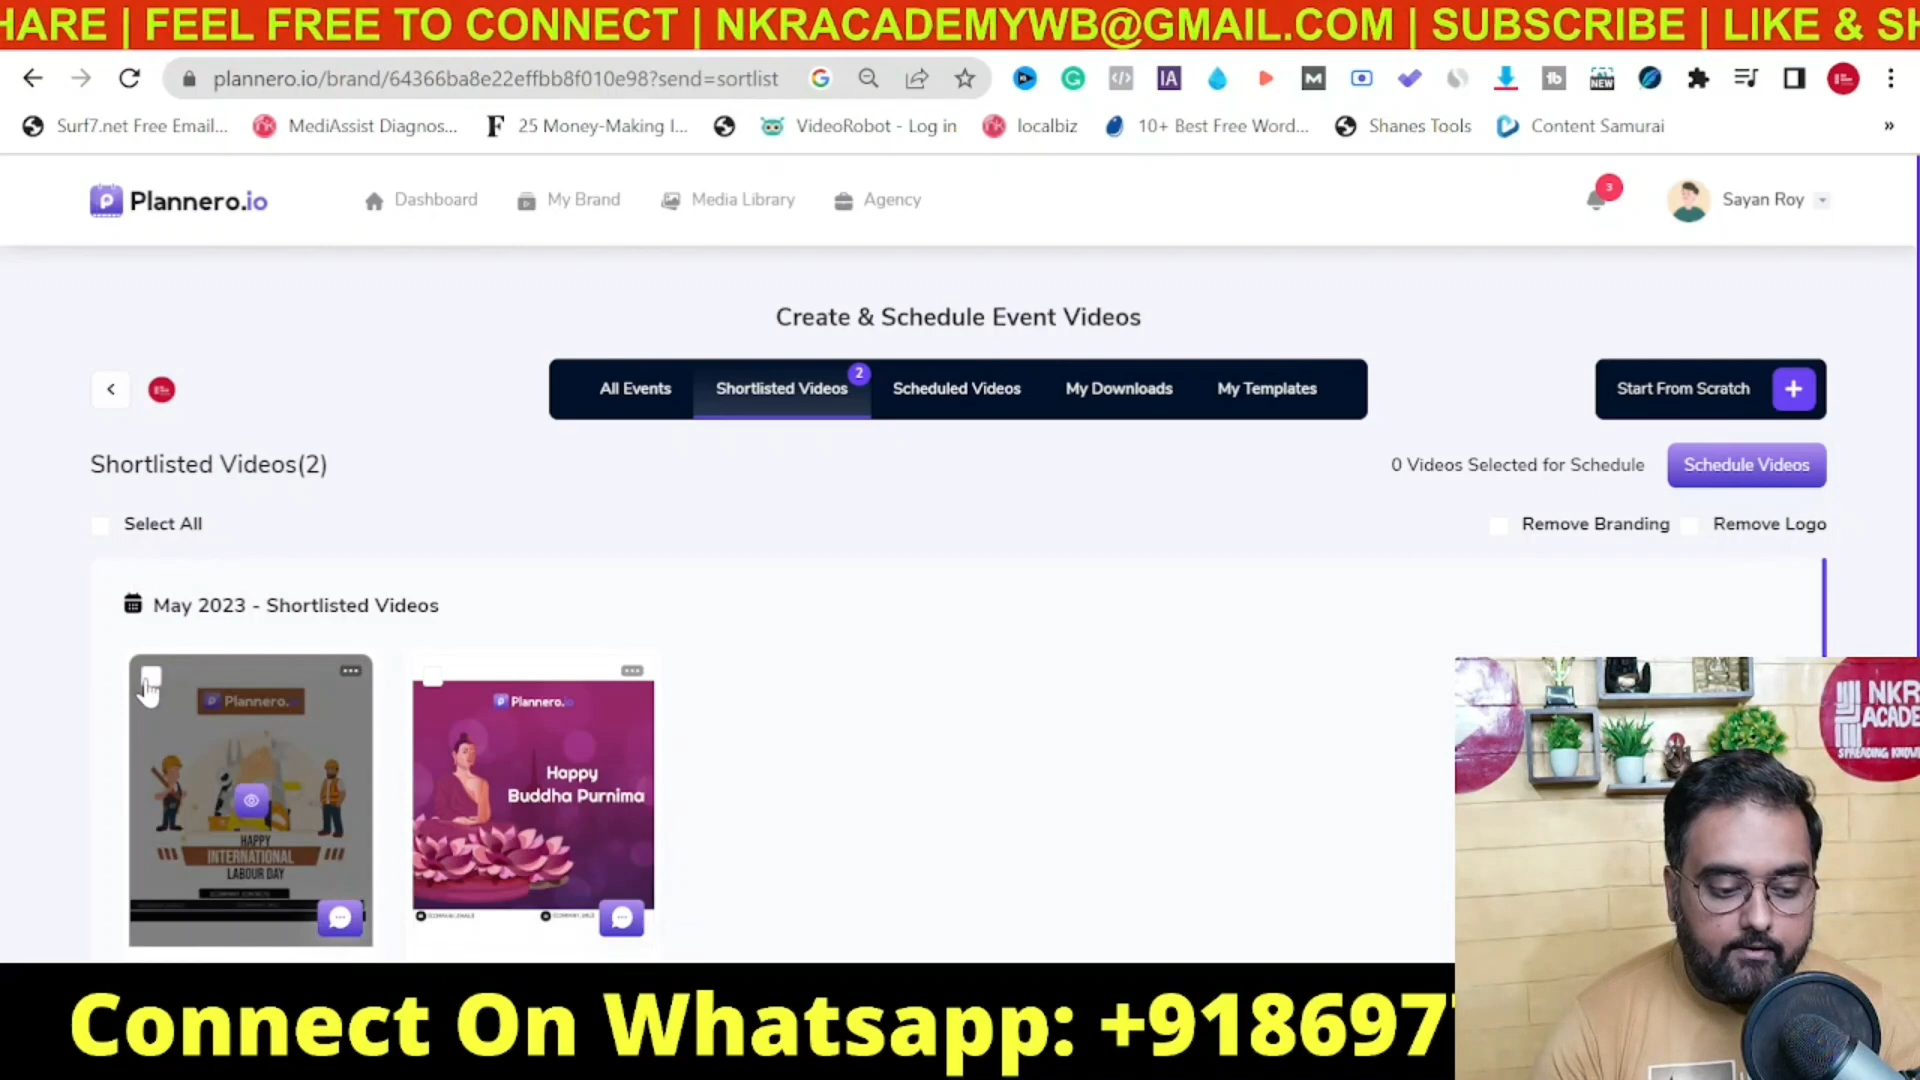 HARE | FEEL FREE TO CONNECT | NKRACADEMYWB@GMAIL.COM | SUBSCRIBE | LIKE & SH
plannero.io/brand/64366ba8e22effbb8f010e98?send=sortlist
Surf7.net Free Email... MediAssist Diagnos... 25 Money-Making I... VideoRobot - Log in localbiz 10+ Best Free Word... Shanes Tools Content Samurai »
Plannero.io Dashboard My Brand Media Library Agency 3 Sayan Roy
Create & Schedule Event Videos
All Events Shortlisted Videos 2 Scheduled Videos My Downloads My Templates Start From Scratch +
Shortlisted Videos(2) 0 Videos Selected for Schedule Schedule Videos
Select All Remove Branding Remove Logo
May 2023 - Shortlisted Videos
Plannero.
HAPPY
INTERNATIONAL
LABOUR DAY
Plannero.io
Happy
Buddha Purnima
NKR
ACADE
SPREADING KNOW
Connect On Whatsapp: +918697